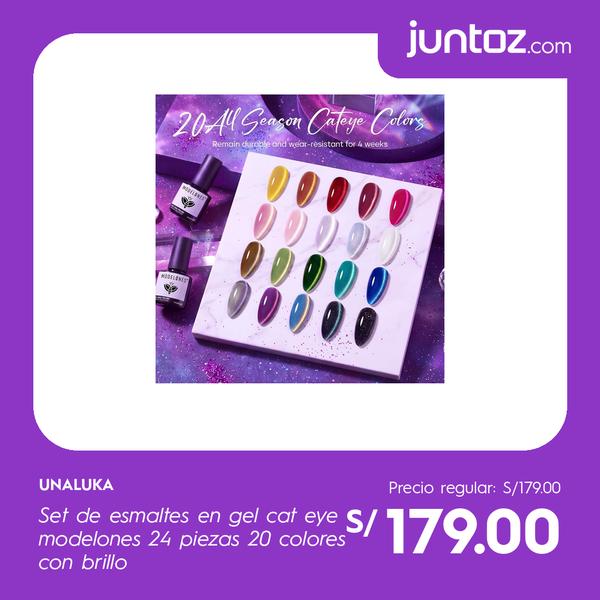 juntoz.com
20 All Season Cateye Colors
Remain durable and wear-resistant for 4 weeks
MODELONES
MODELONES
UNALUKA
Precio regular: S/179.00
Set de esmaltes en gel cat eye
modelones 24 piezas 20 colores
con brillo
S/ 179.00